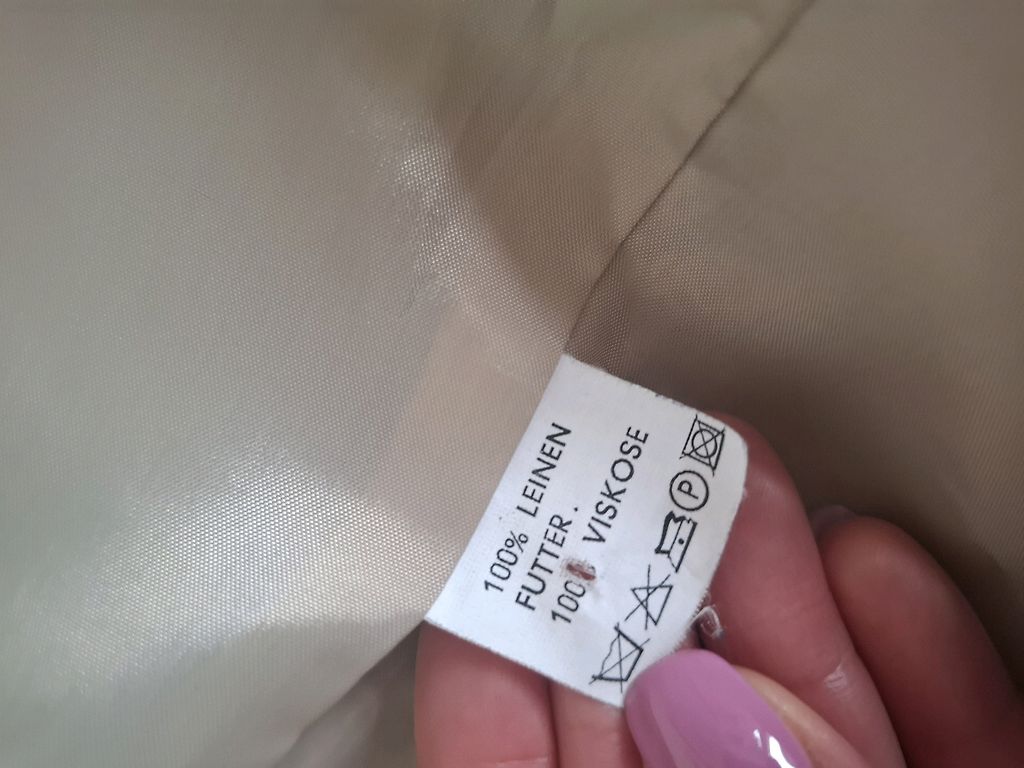 100% LEINEN
FUTTER.
100% VISKOSE
P